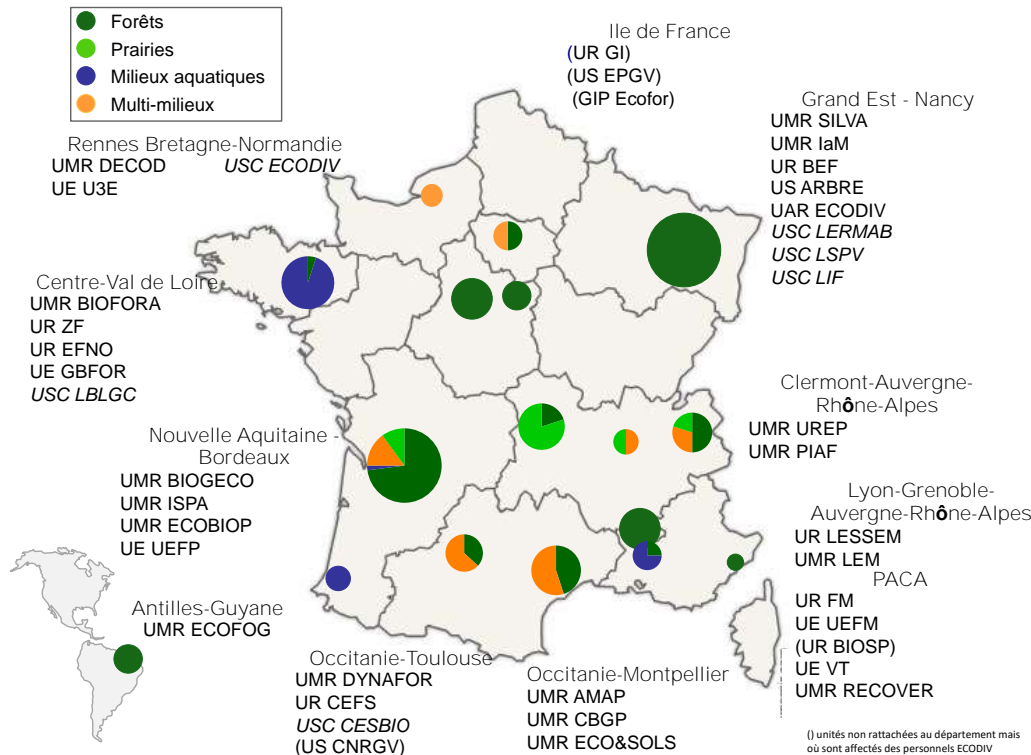 Forêts
Prairies
Milieux aquatiques
Multi-milieux
Ile de France
(UR GI)
(US EPGV)
(GIP Ecofor)
Grand Est - Nancy
UMR SILVA
UMR IaM
UR BEF
US ARBRE
UAR ECODIV
USC LERMAB
USC LSPV
USC LIF
Rennes Bretagne-Normandie
UMR DECOD USC ECODIV
UE U3E
Centre-Val de Loire
UMR BIOFORA
UR ZF
UR EFNO
UE GBFOR
USC LBLGC
Clermont-Auvergne-
Rhône-Alpes
UMR UREP
UMR PIAF
Nouvelle Aquitaine -
Bordeaux
UMR BIOGECO
UMR ISPA
UMR ECOBIOP
UE UEFP
Lyon-Grenoble-
Auvergne-Rhône-Alpes
UR LESSEM
UMR LEM
PACA
UR FM
UE UEFM
(UR BIOSP)
UE VT
UMR RECOVER
Antilles-Guyane
UMR ECOFOG
Occitanie-Toulouse
UMR DYNAFOR
UR CEFS
USC CESBIO
(US CNRGV)
Occitanie-Montpellier
UMR AMAP
UMR CBGP
UMR ECO&SOLS
() unités non rattachées au département mais
où sont affectés des personnels ECODIV